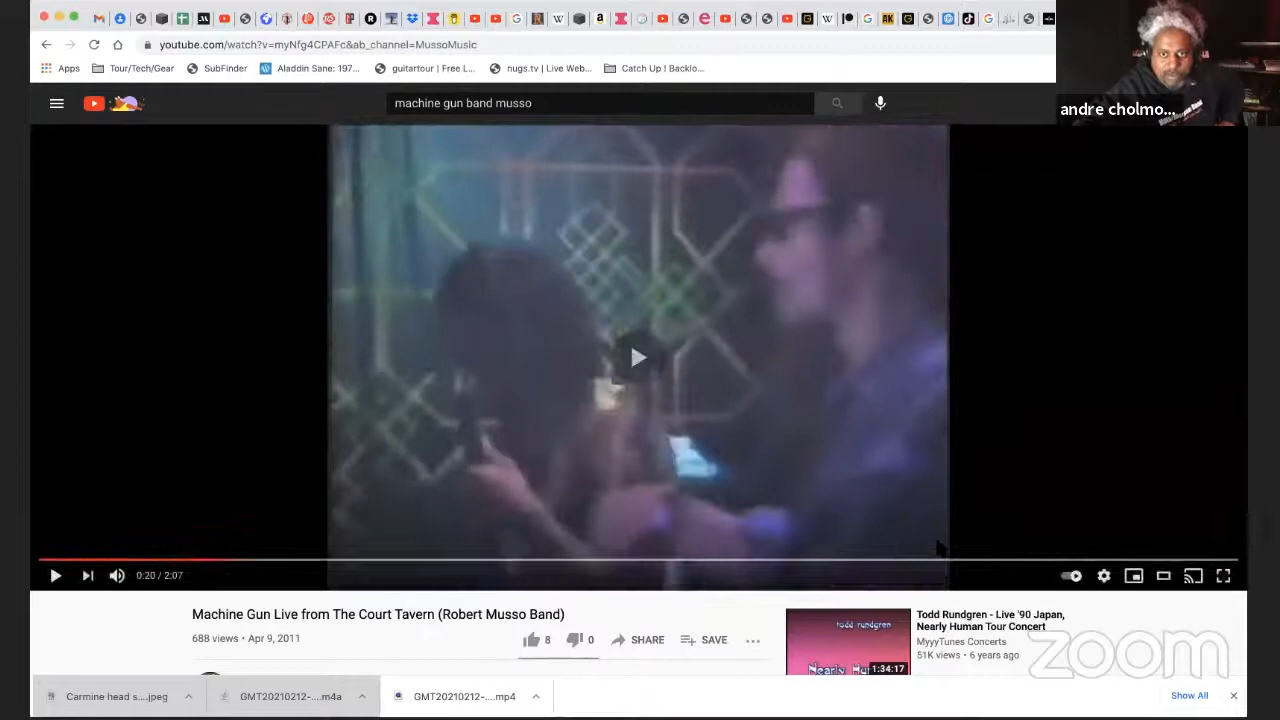 youtube.com/watch?v=myNfg4CPAFc&ab_channel=MussoMusic
Apps
Tour/Tech/Gear
SubFinder
Aladdin Sane: 197...
guitartour | Free L...
nugs.tv | Live Web...
Catch Up ! Backlo...
machine gun band musso
andre cholmo...
0:20 / 2:07
Machine Gun Live from The Court Tavern (Robert Musso Band)
688 views • Apr 9, 2011
8
0
SHARE
SAVE
todd rundgren
1:34:17
Todd Rundgren - Live '90 Japan,
Nearly Human Tour Concert
MyyyTunes Concerts
51K views • 6 years ago
zoom
Carmine head s....jpeg
GMT20210212-....m4a
GMT20210212-....mp4
Show All